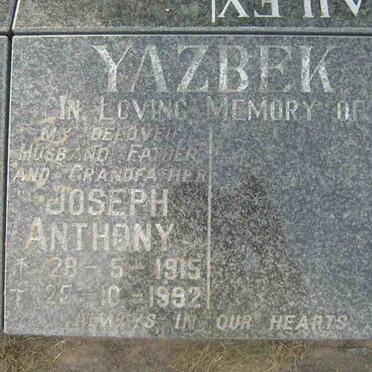 YAZBEK
IN LOVING MEMORY OF
MY BELOVED
HUSBAND FATHER
AND GRANDFATHER
JOSEPH
ANTHONY
* 28-5-1915
† 25-10-1992
ALWAYS IN OUR HEARTS